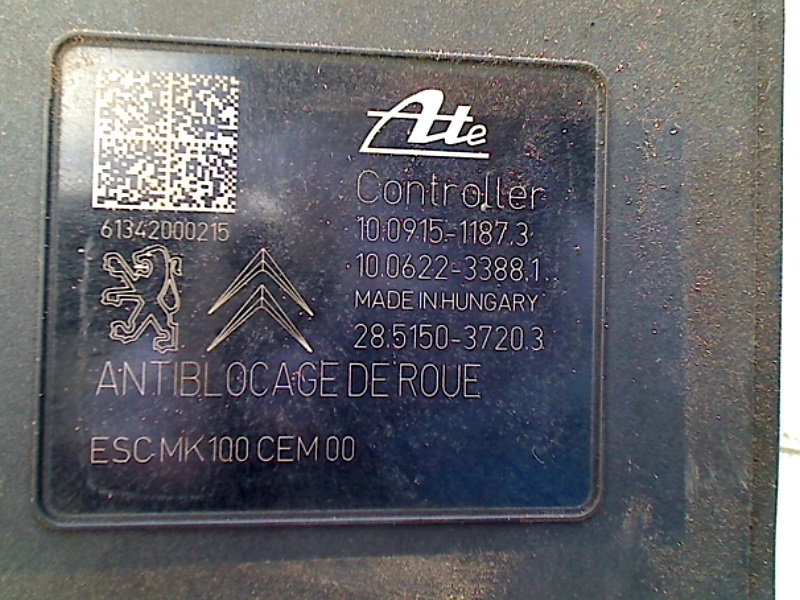 Ate
Controller
61342000215
10.0915-1187.3
10.0622-3388.1
MADE IN HUNGARY
28.5150-3720.3
ANTIBLOCAGE DE ROUE
ESC MK100 CEM 00